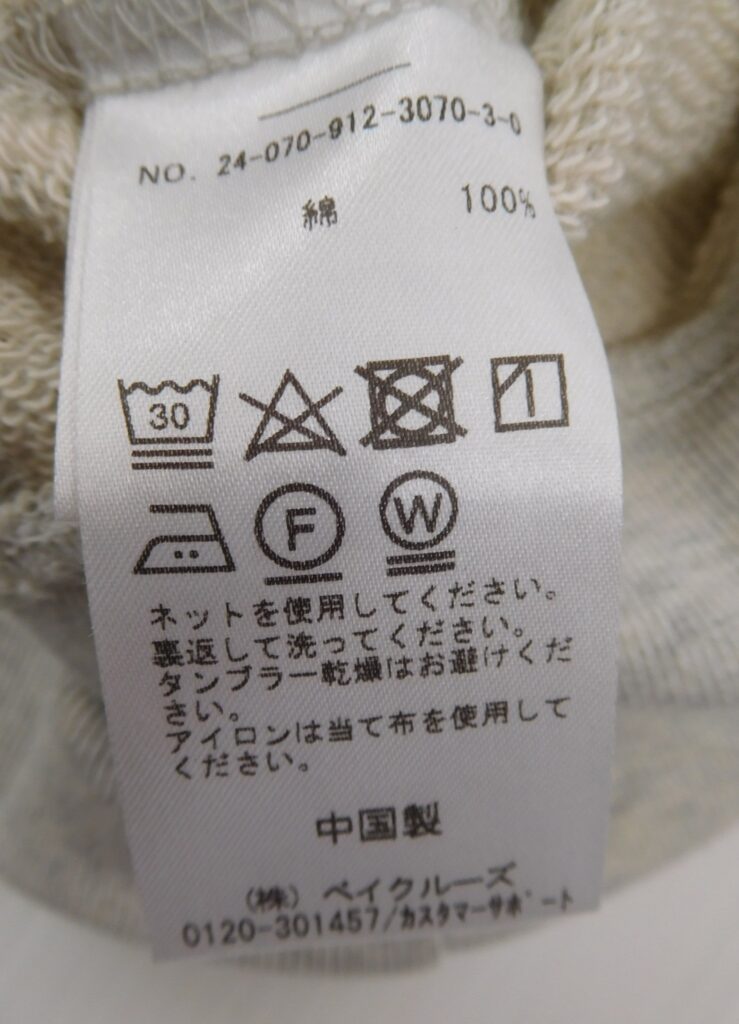 NO. 24-070-912-3070-3-0
綿 100%
30
F W
ネットを使用してください。
裏返して洗ってください。
タンブラー乾燥はお避けくだ
さい。
アイロンは当て布を使用して
ください。
中国製
（株）ベイクルーズ
0120-301457/カスタマーサポート